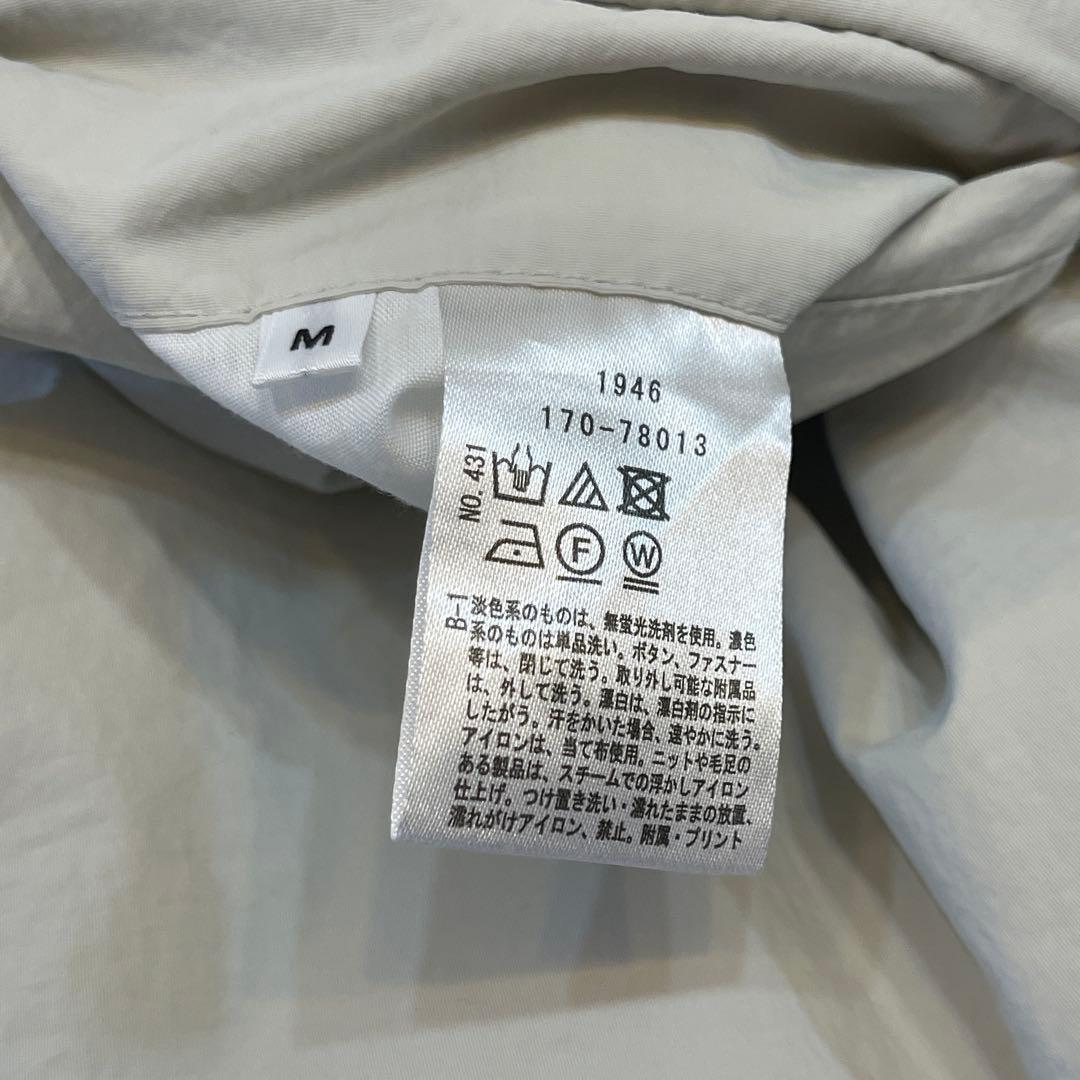 M
1946
170-78013
NO. 431
F
W
B-1
淡色系のものは、無蛍光洗剤を使用。濃色
系のものは単品洗い。ボタン、ファスナー
等は、閉じて洗う。取り外し可能な附属品
は、外して洗う。漂白は、漂白剤の指示に
したがう。汗をかいた場合、速やかに洗う。
アイロンは、当て布使用。ニットや毛足の
ある製品は、スチームでの浮かしアイロン
仕上げ。つけ置き洗い・濡れたままの放置、
濡れがけアイロン、禁止。附属・プリント